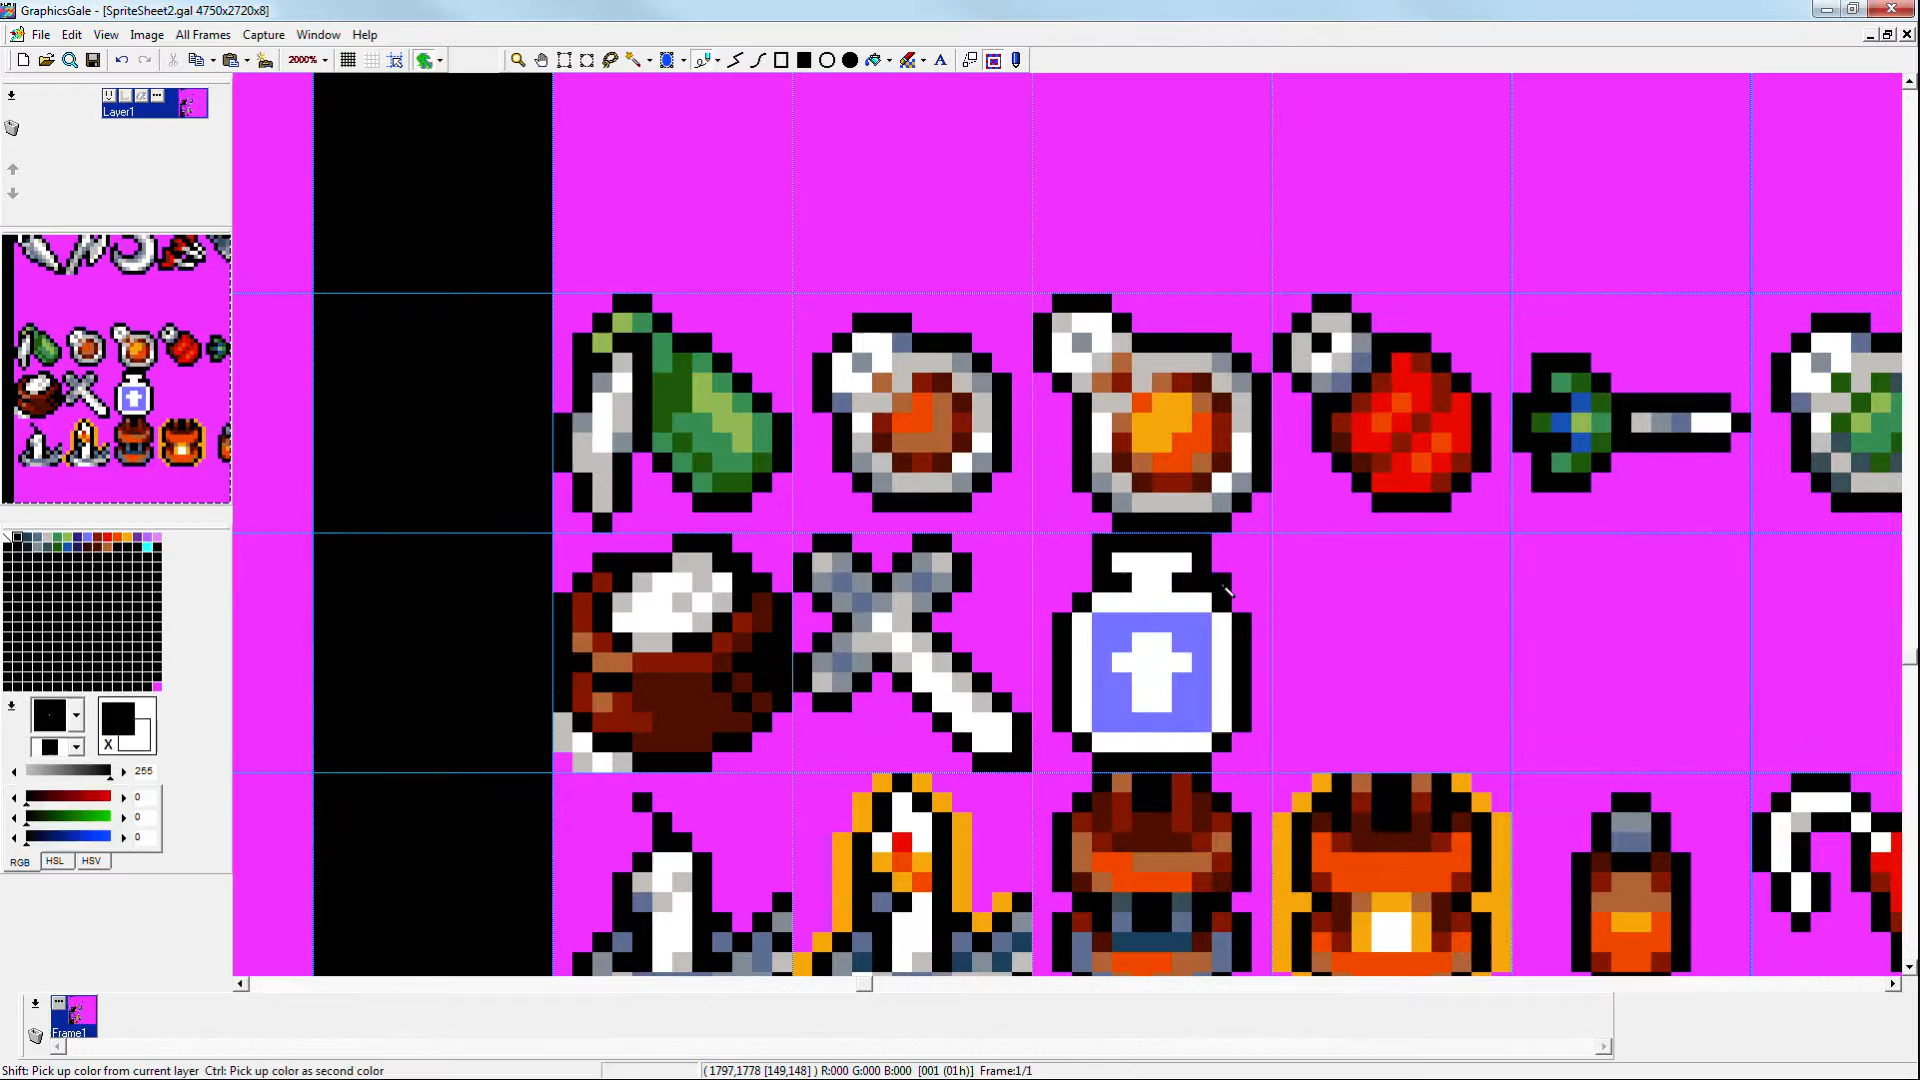 GraphicsGale - [SpriteSheet2.gal 4750x2720x8]
File Edit View Image All Frames Capture Window Help
2000% A
Layer1
X
255
0
0
0
RGB HSL HSV
Frame1
Shift: Pick up color from current layer Ctrl: Pick up color as second color (1797,1778 [149,148] ) R:000 G:000 B:000 [001 (01h)] Frame:1/1